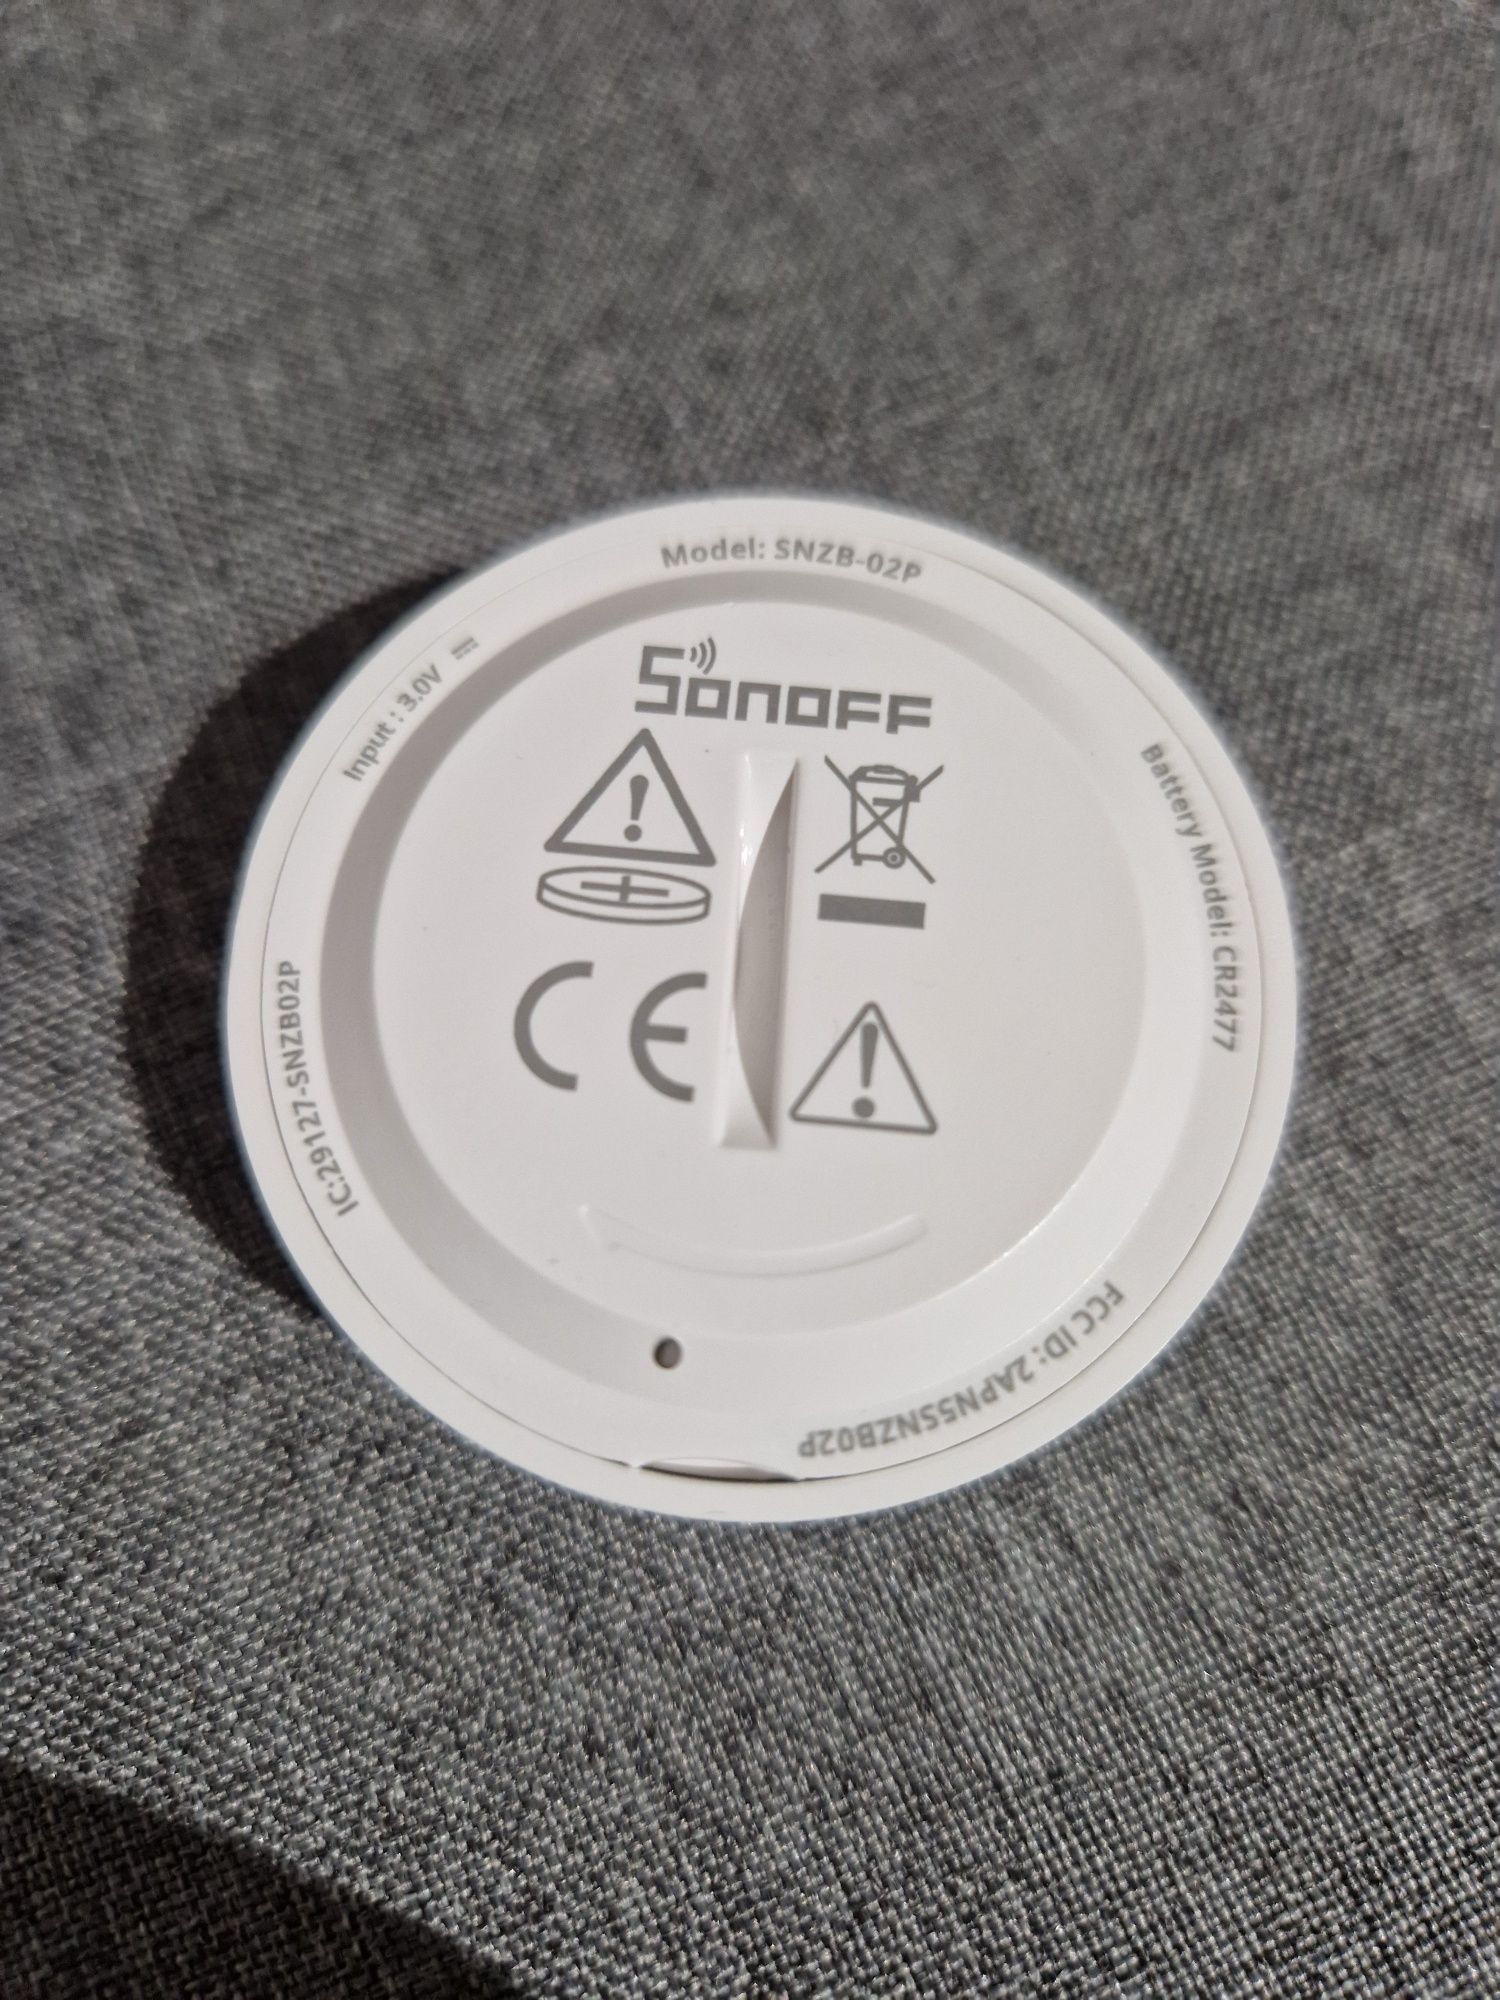 Model: SNZB-02P
SONOFF
Input : 3.0V
Battery Model: CR2477
CE
IC:29127-SNZB02P
FCC ID: 2APN5SNZB02P